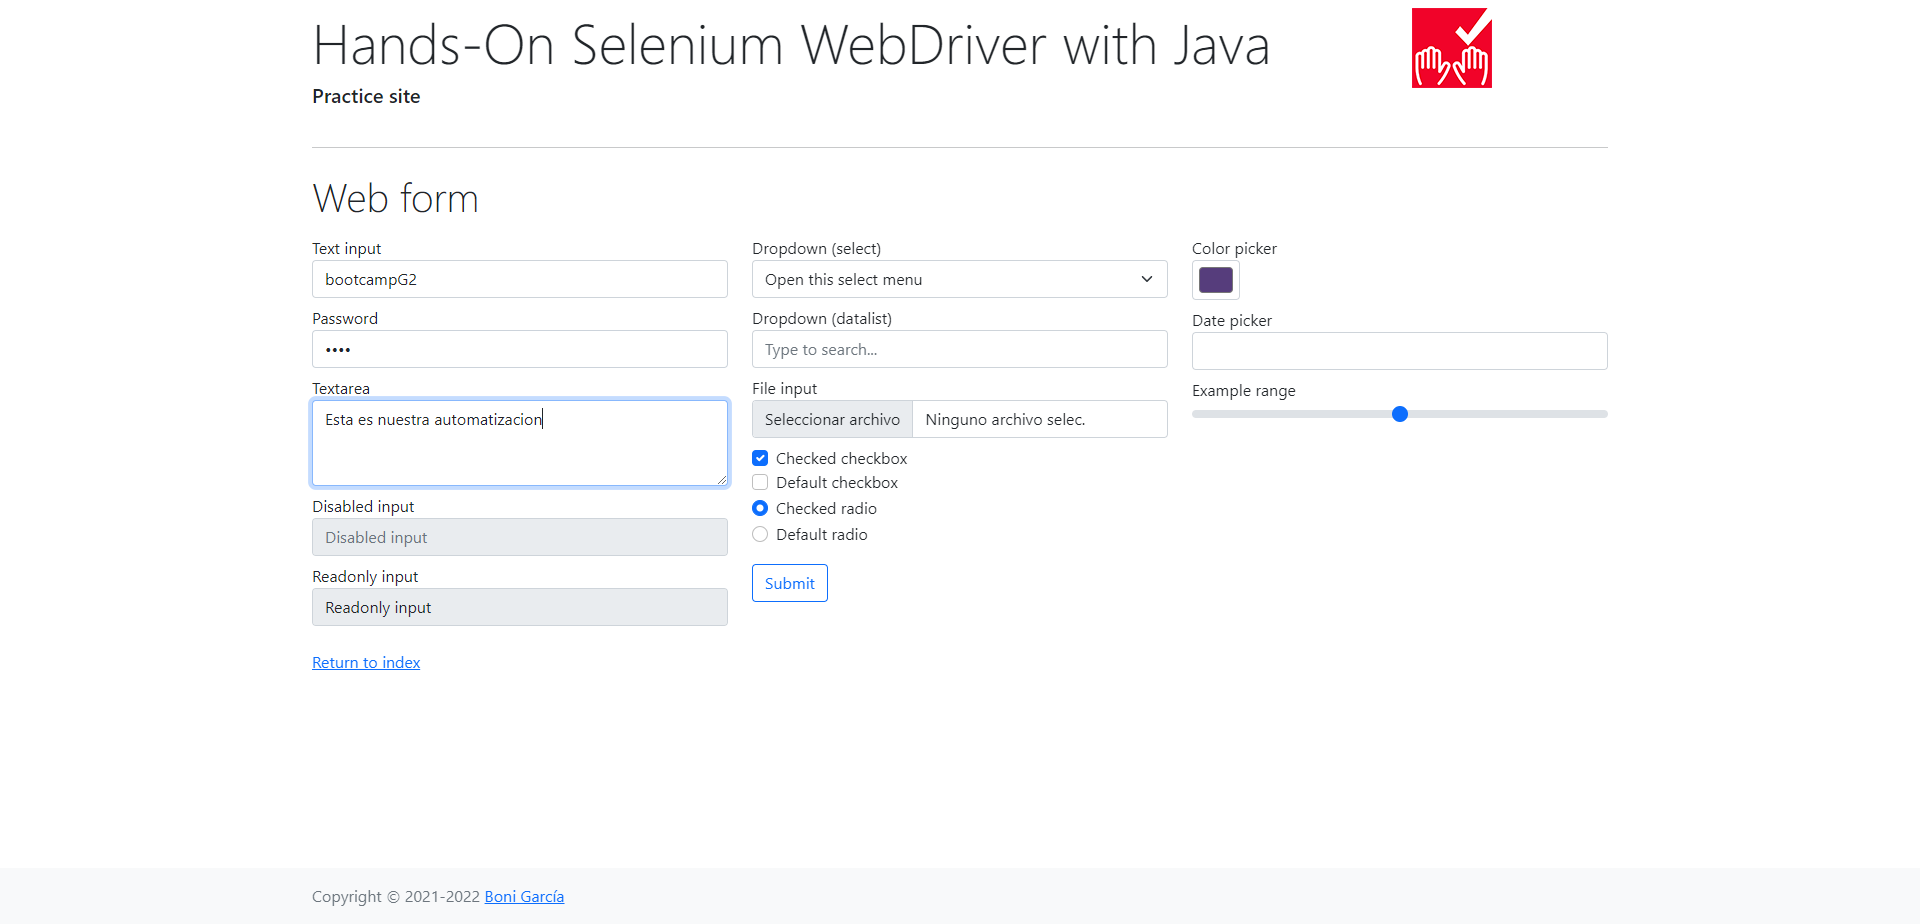 Hands-On Selenium WebDriver with Java
Practice site
Web form
Text input
bootcampG2
Password
••••
Textarea
Esta es nuestra automatizacion
Disabled input
Disabled input
Readonly input
Readonly input
Return to index
Dropdown (select)
Open this select menu
Dropdown (datalist)
Type to search...
File input
Seleccionar archivo Ninguno archivo selec.
Checked checkbox
Default checkbox
Checked radio
Default radio
Submit
Color picker
Date picker
Example range
Copyright © 2021-2022 Boni García